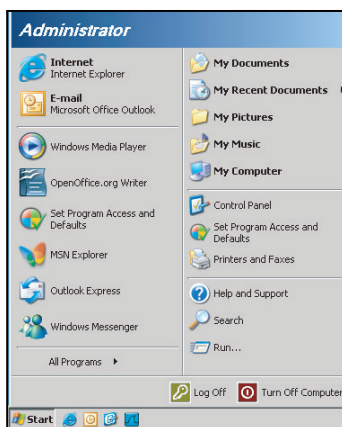 Administrator
Internet
Internet Explorer
E-mail
Microsoft Office Outlook
Windows Media Player
OpenOffice.org Writer
Set Program Access and
Defaults
MSN Explorer
Outlook Express
Windows Messenger
All Programs
My Documents
My Recent Documents
My Pictures
My Music
My Computer
Control Panel
Set Program Access and
Defaults
Printers and Faxes
Help and Support
Search
Run...
Log Off
Turn Off Computer
Start